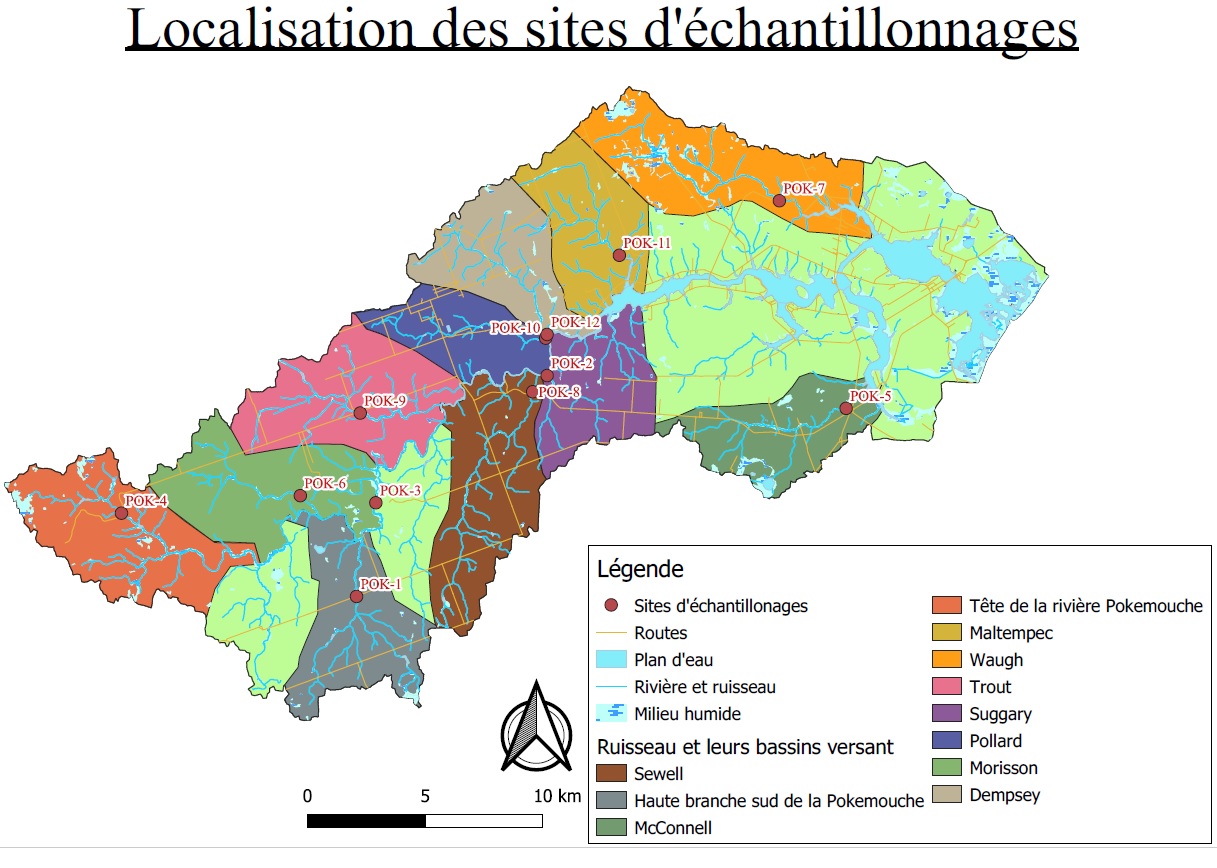 Localisation des sites d'échantillonnages
POK-7
POK-11
POK-10
POK-12
POK-2
POK-8
POK-5
POK-9
POK-6
POK-3
POK-4
POK-1
0 5 10 km
Légende
Sites d'échantillonages
Routes
Plan d'eau
Rivière et ruisseau
Milieu humide
Ruisseau et leurs bassins versant
Sewell
Haute branche sud de la Pokemouche
McConnell
Tête de la rivière Pokemouche
Maltempec
Waugh
Trout
Suggary
Pollard
Morisson
Dempsey